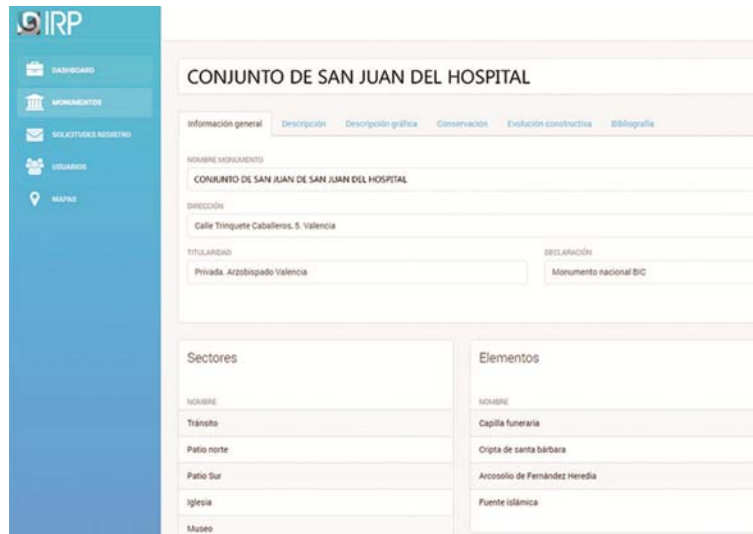 IRP
DASHBOARD
MONUMENTOS
SOLICITUDES REGISTRO
USUARIOS
MAPAS
CONJUNTO DE SAN JUAN DEL HOSPITAL
Información general Descripción Descripción gráfica Conservación Evolución constructiva Bibliografía
NOMBRE MONUMENTO
CONJUNTO DE SAN JUAN DE SAN JUAN DEL HOSPITAL
DIRECCIÓN
Calle Trinquete Caballeros, 5. Valencia
TITULARIDAD DECLARACIÓN
Privada. Arzobispado Valencia Monumento nacional BIC
Sectores Elementos
NOMBRE NOMBRE
Tránsito Capilla funeraria
Patio norte Cripta de santa bárbara
Patio Sur Arcosolio de Fernández Heredia
Iglesia Fuente islámica
Museo